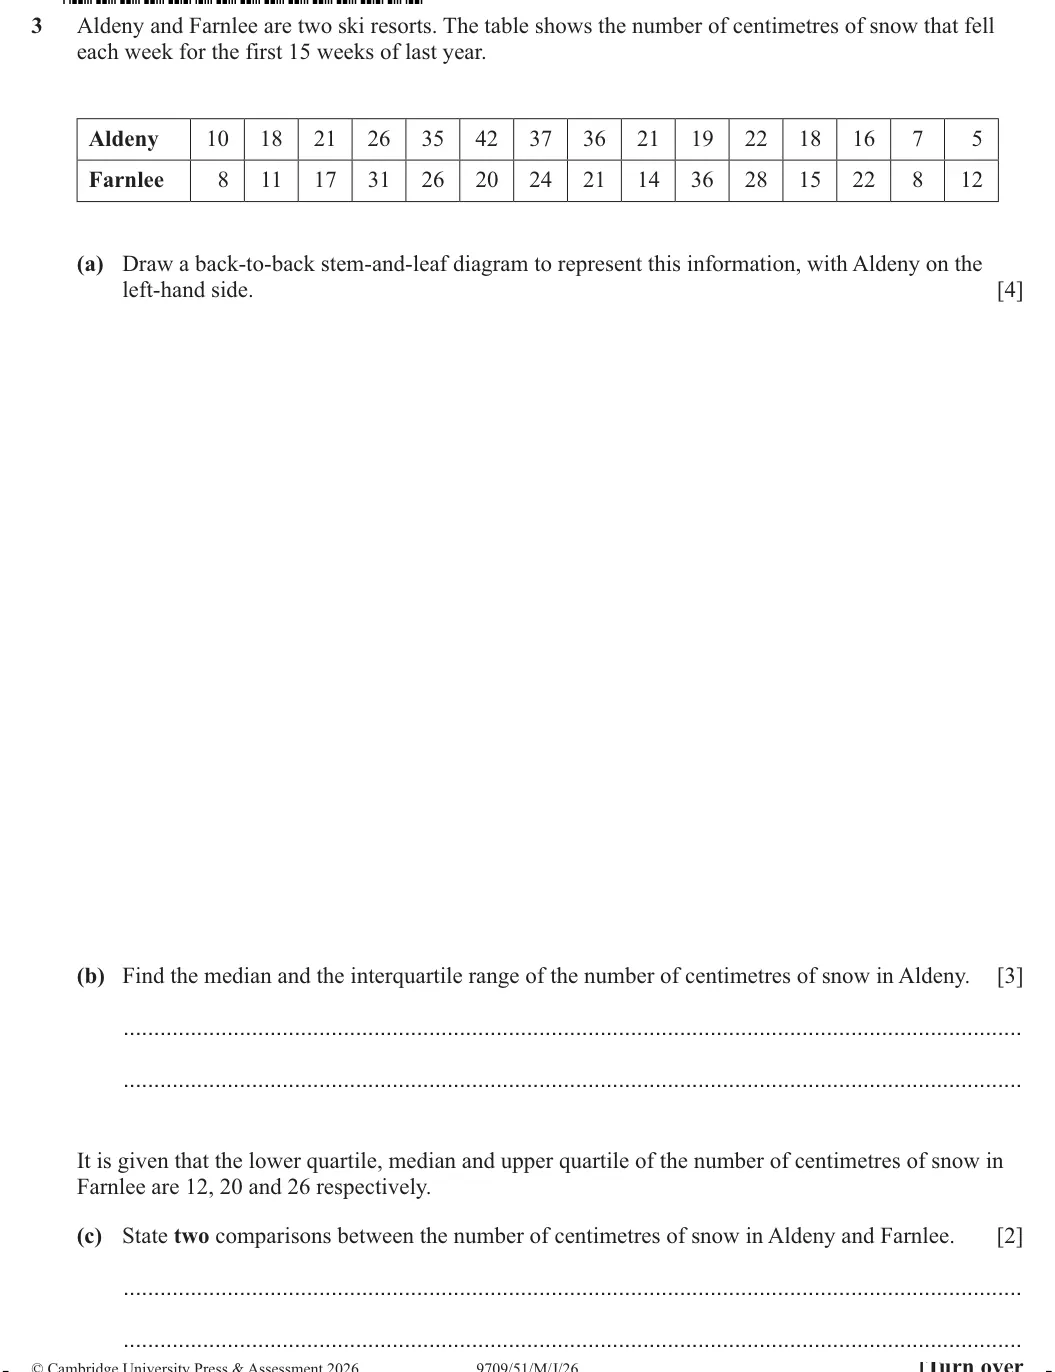 3 Aldeny and Farnlee are two ski resorts. The table shows the number of centimetres of snow that fell
each week for the first 15 weeks of last year.
Aldeny 10 18 21 26 35 42 37 36 21 19 22 18 16 7 5
Farnlee 8 11 17 31 26 20 24 21 14 36 28 15 22 8 12
(a) Draw a back-to-back stem-and-leaf diagram to represent this information, with Aldeny on the
left-hand side. [4]
(b) Find the median and the interquartile range of the number of centimetres of snow in Aldeny. [3]
It is given that the lower quartile, median and upper quartile of the number of centimetres of snow in
Farnlee are 12, 20 and 26 respectively.
(c) State two comparisons between the number of centimetres of snow in Aldeny and Farnlee. [2]
© Cambridge University Press & Assessment 2026 9709/51/M/J/26 [Turn over